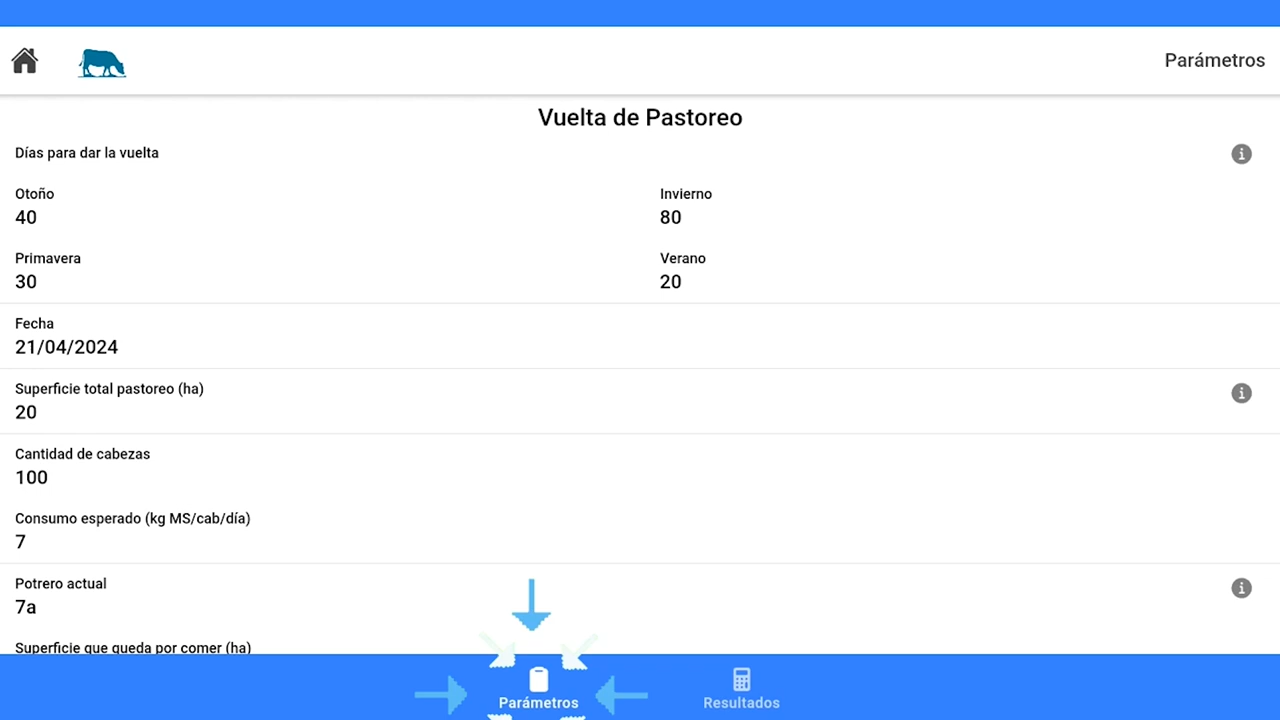 Parámetros
Vuelta de Pastoreo
Días para dar la vuelta
Otoño
40
Invierno
80
Primavera
30
Verano
20
Fecha
21/04/2024
Superficie total pastoreo (ha)
20
Cantidad de cabezas
100
Consumo esperado (kg MS/cab/día)
7
Potrero actual
7a
Superficie que queda por comer (ha)
Parámetros
Resultados